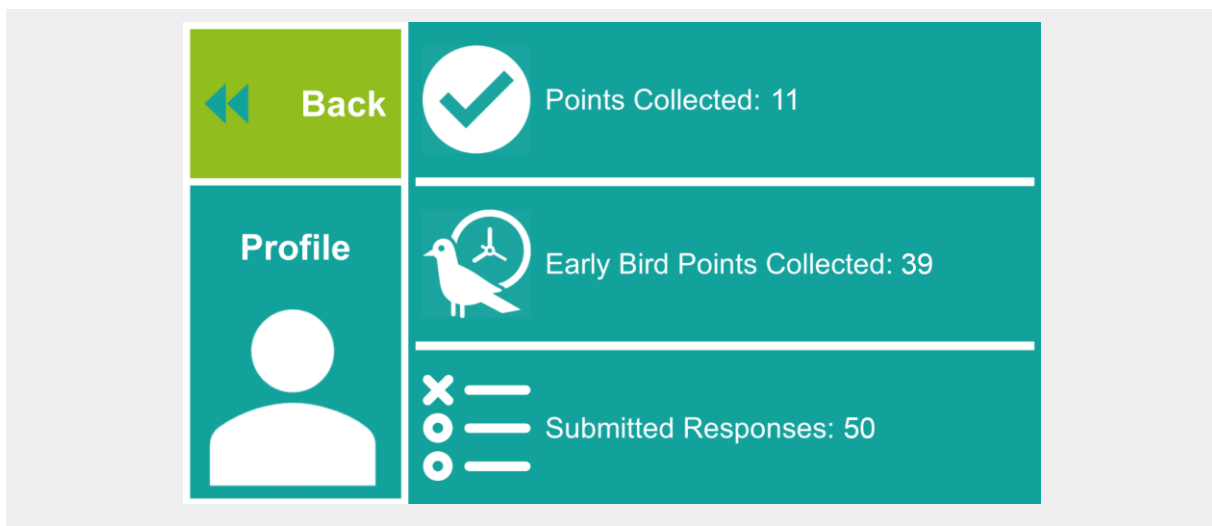 Back
Profile
Points Collected: 11
Early Bird Points Collected: 39
Submitted Responses: 50